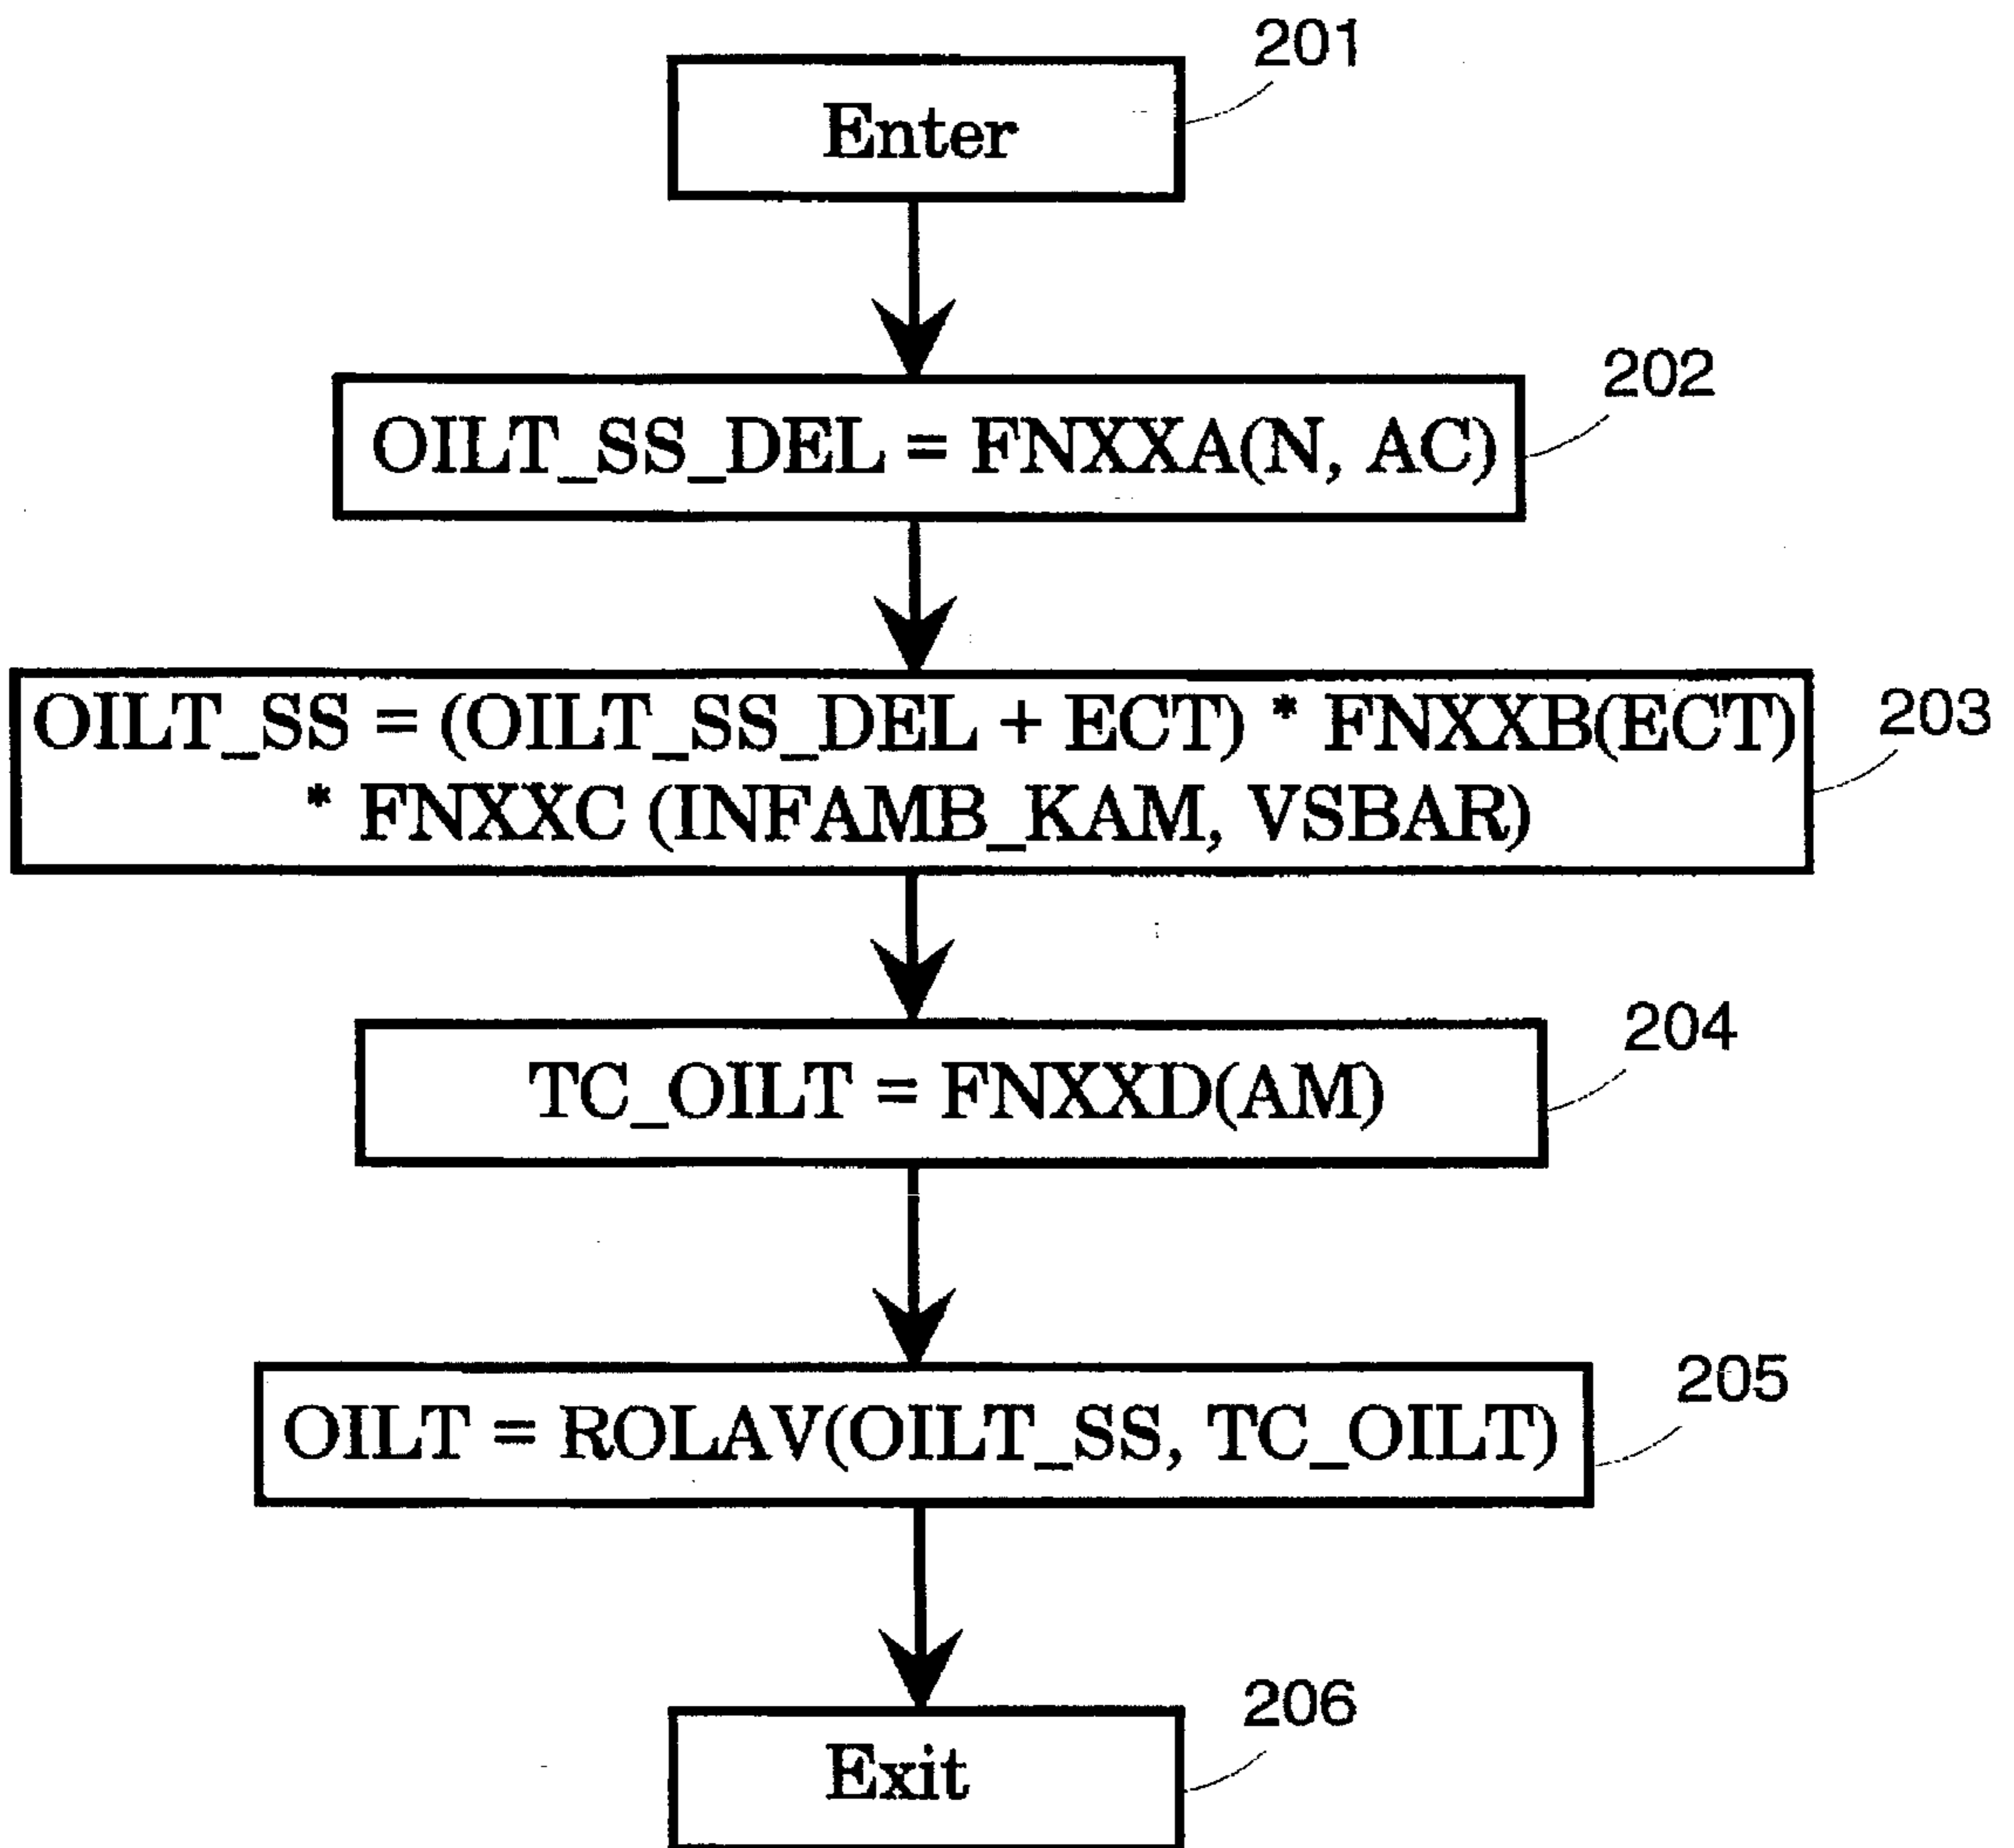 201
Enter
202
OILT_SS_DEL = FNXXA(N, AC)
203
OILT_SS = (OILT_SS_DEL + ECT) * FNXXB(ECT)
* FNXXC (INFAMB_KAM, VSBAR)
204
TC_OILT = FNXXD(AM)
205
OILT = ROLAV(OILT_SS, TC_OILT)
206
Exit